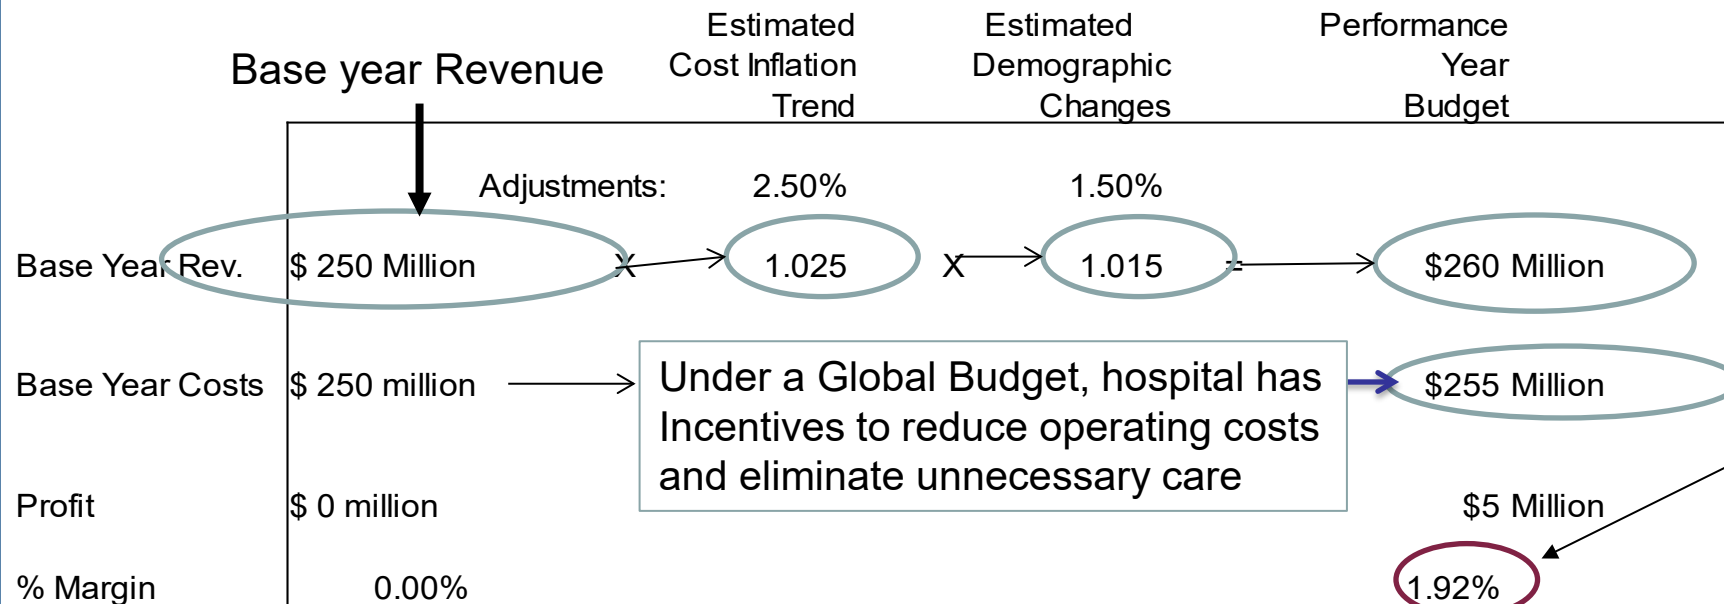 Estimated
Cost Inflation
Trend
Estimated
Demographic
Changes
Performance
Year
Budget
Base year Revenue
Adjustments: 2.50% 1.50%
Base Year Rev. $ 250 Million X 1.025 X 1.015 = $260 Million
Base Year Costs $ 250 million $255 Million
Under a Global Budget, hospital has
Incentives to reduce operating costs
and eliminate unnecessary care
Profit $ 0 million $5 Million
% Margin 0.00% 1.92%